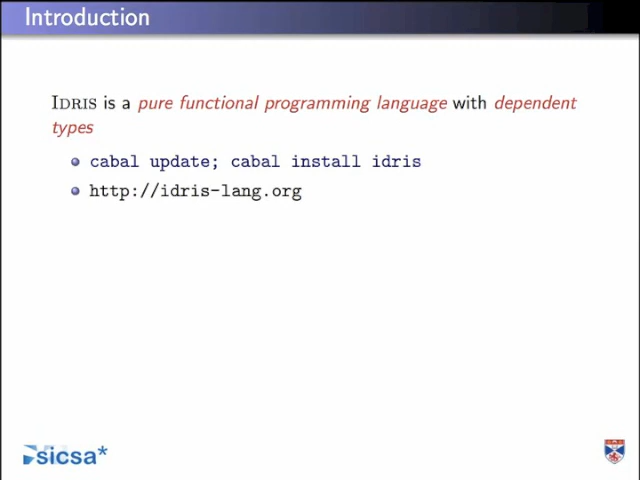 Introduction
IDRIS is a pure functional programming language with dependent
types
cabal update; cabal install idris
http://idris-lang.org
sicsa*